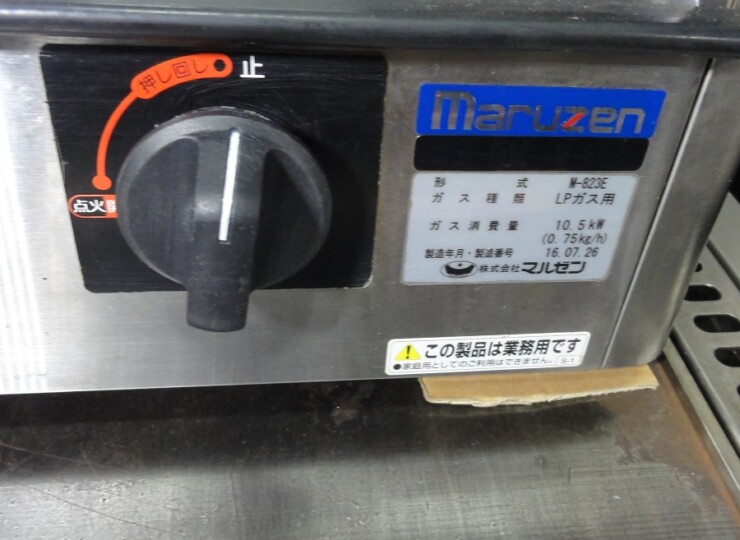 押し回し
止
点火
maruzen
形式 M-823E
ガス種類 LPガス用
ガス消費量 10.5kW
(0.75kg/h)
製造年月・製造番号 16.07.26
株式会社マルゼン
この製品は業務用です
●家庭用としてのご利用はできません。 S-1